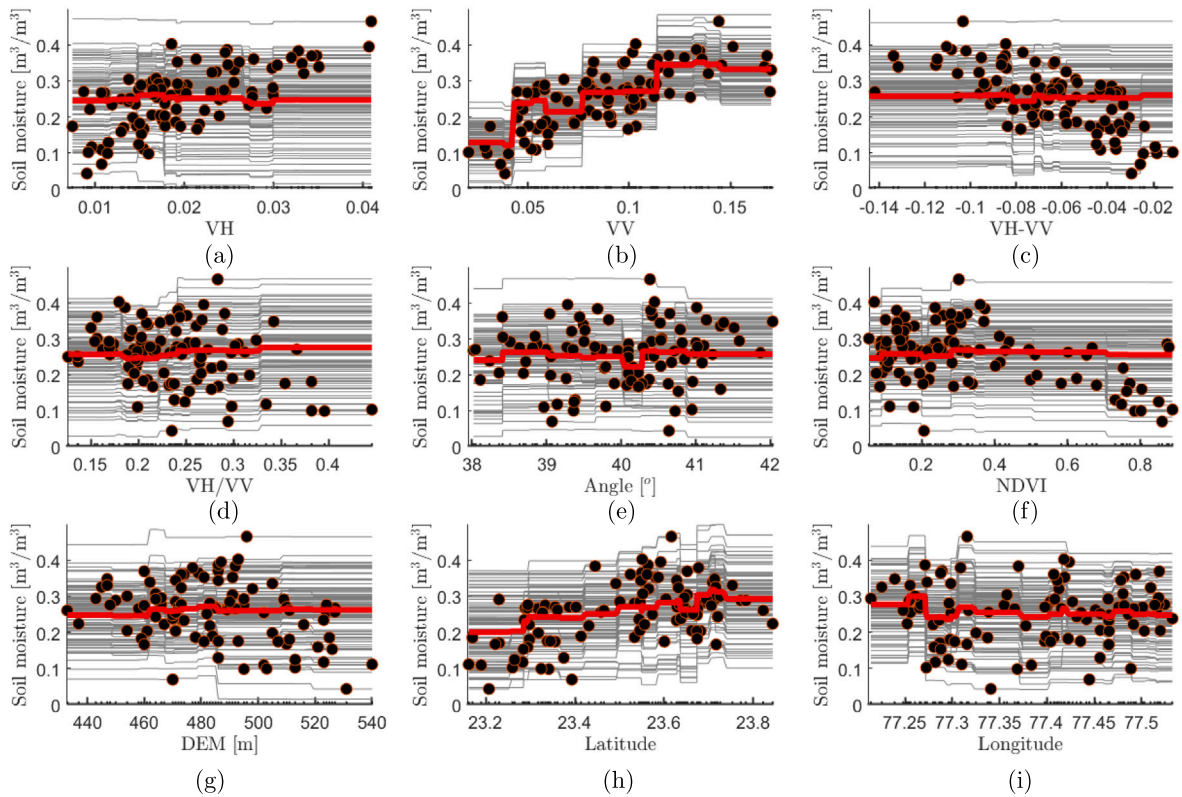 Soil moisture [m³/m³]
0.4
0.3
0.2
0.1
0
0.01 0.02 0.03 0.04
VH
(a)
Soil moisture [m³/m³]
0.4
0.3
0.2
0.1
0
0.05 0.1 0.15
VV
(b)
Soil moisture [m³/m³]
0.4
0.3
0.2
0.1
0
-0.14 -0.12 -0.1 -0.08 -0.06 -0.04 -0.02
VH-VV
(c)
Soil moisture [m³/m³]
0.4
0.3
0.2
0.1
0
0.15 0.2 0.25 0.3 0.35 0.4
VH/VV
(d)
Soil moisture [m³/m³]
0.4
0.3
0.2
0.1
0
38 39 40 41 42
Angle [°]
(e)
Soil moisture [m³/m³]
0.4
0.3
0.2
0.1
0
0.2 0.4 0.6 0.8
NDVI
(f)
Soil moisture [m³/m³]
0.4
0.3
0.2
0.1
0
440 460 480 500 520 540
DEM [m]
(g)
Soil moisture [m³/m³]
0.4
0.3
0.2
0.1
0
23.2 23.4 23.6 23.8
Latitude
(h)
Soil moisture [m³/m³]
0.4
0.3
0.2
0.1
0
77.25 77.3 77.35 77.4 77.45 77.5
Longitude
(i)